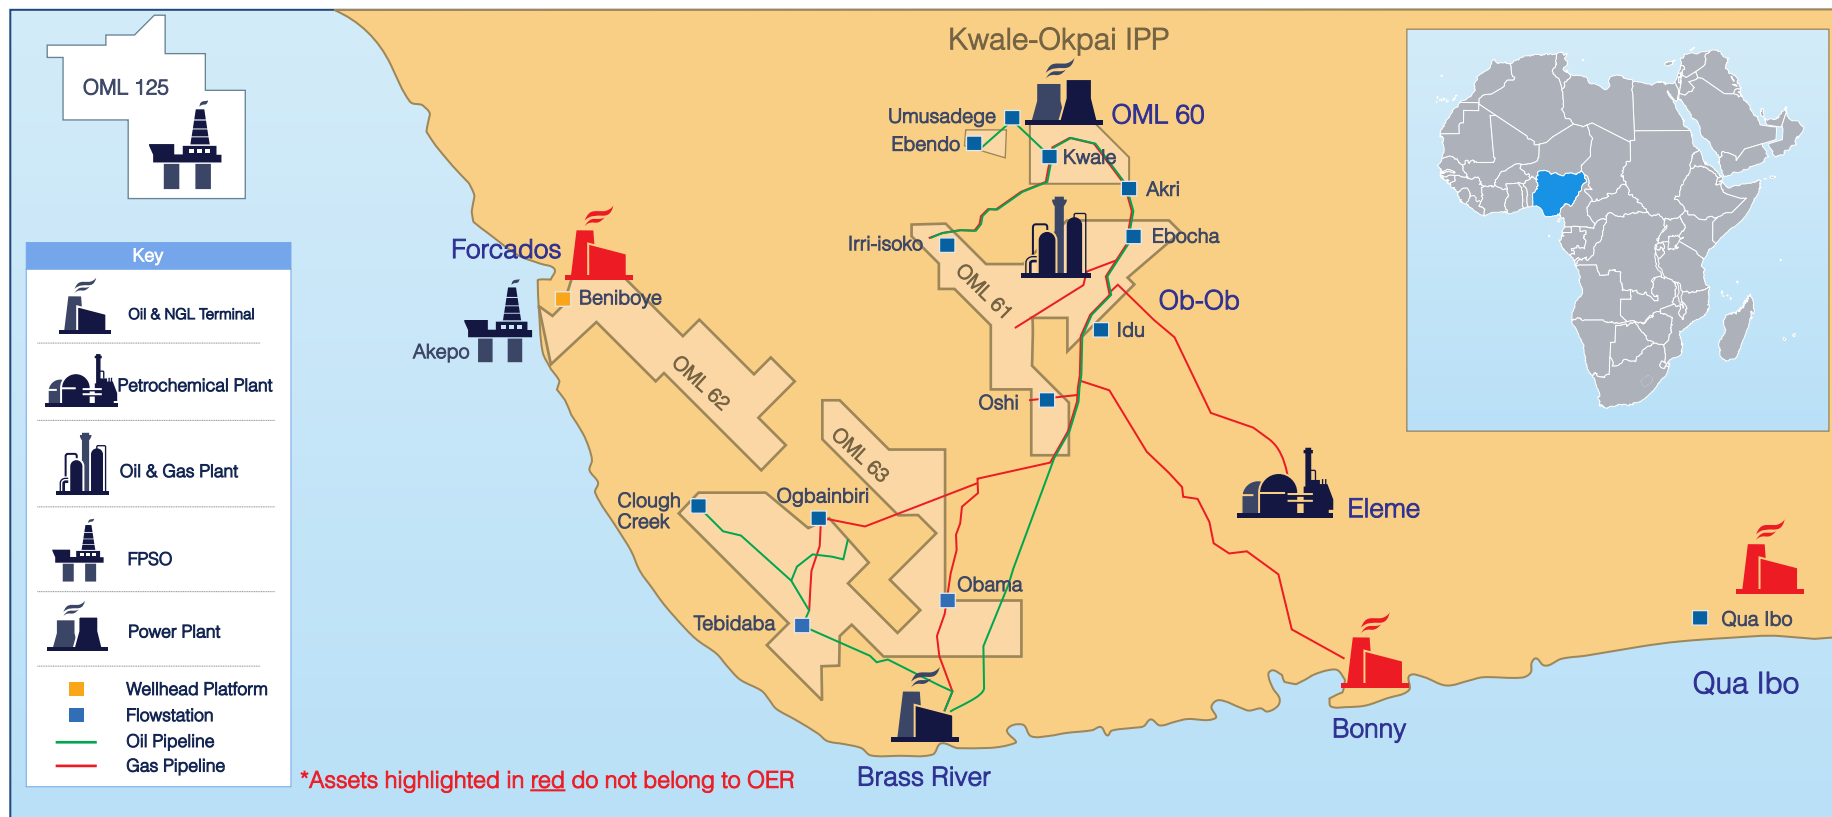 Kwale-Okpai IPP
OML 125
Umusadege
OML 60
Ebendo
Kwale
Akri
Irri-isoko
Ebocha
Forcados
Key
OML 61
Beniboye
Ob-Ob
Oil & NGL Terminal
Idu
Akepo
Petrochemical Plant
OML 62
Oshi
OML 63
Oil & Gas Plant
Clough
Creek
Ogbainbiri
Eleme
FPSO
Obama
Tebidaba
Qua Ibo
Power Plant
Qua Ibo
Wellhead Platform
Flowstation
Bonny
Oil Pipeline
Gas Pipeline
Brass River
*Assets highlighted in red do not belong to OER